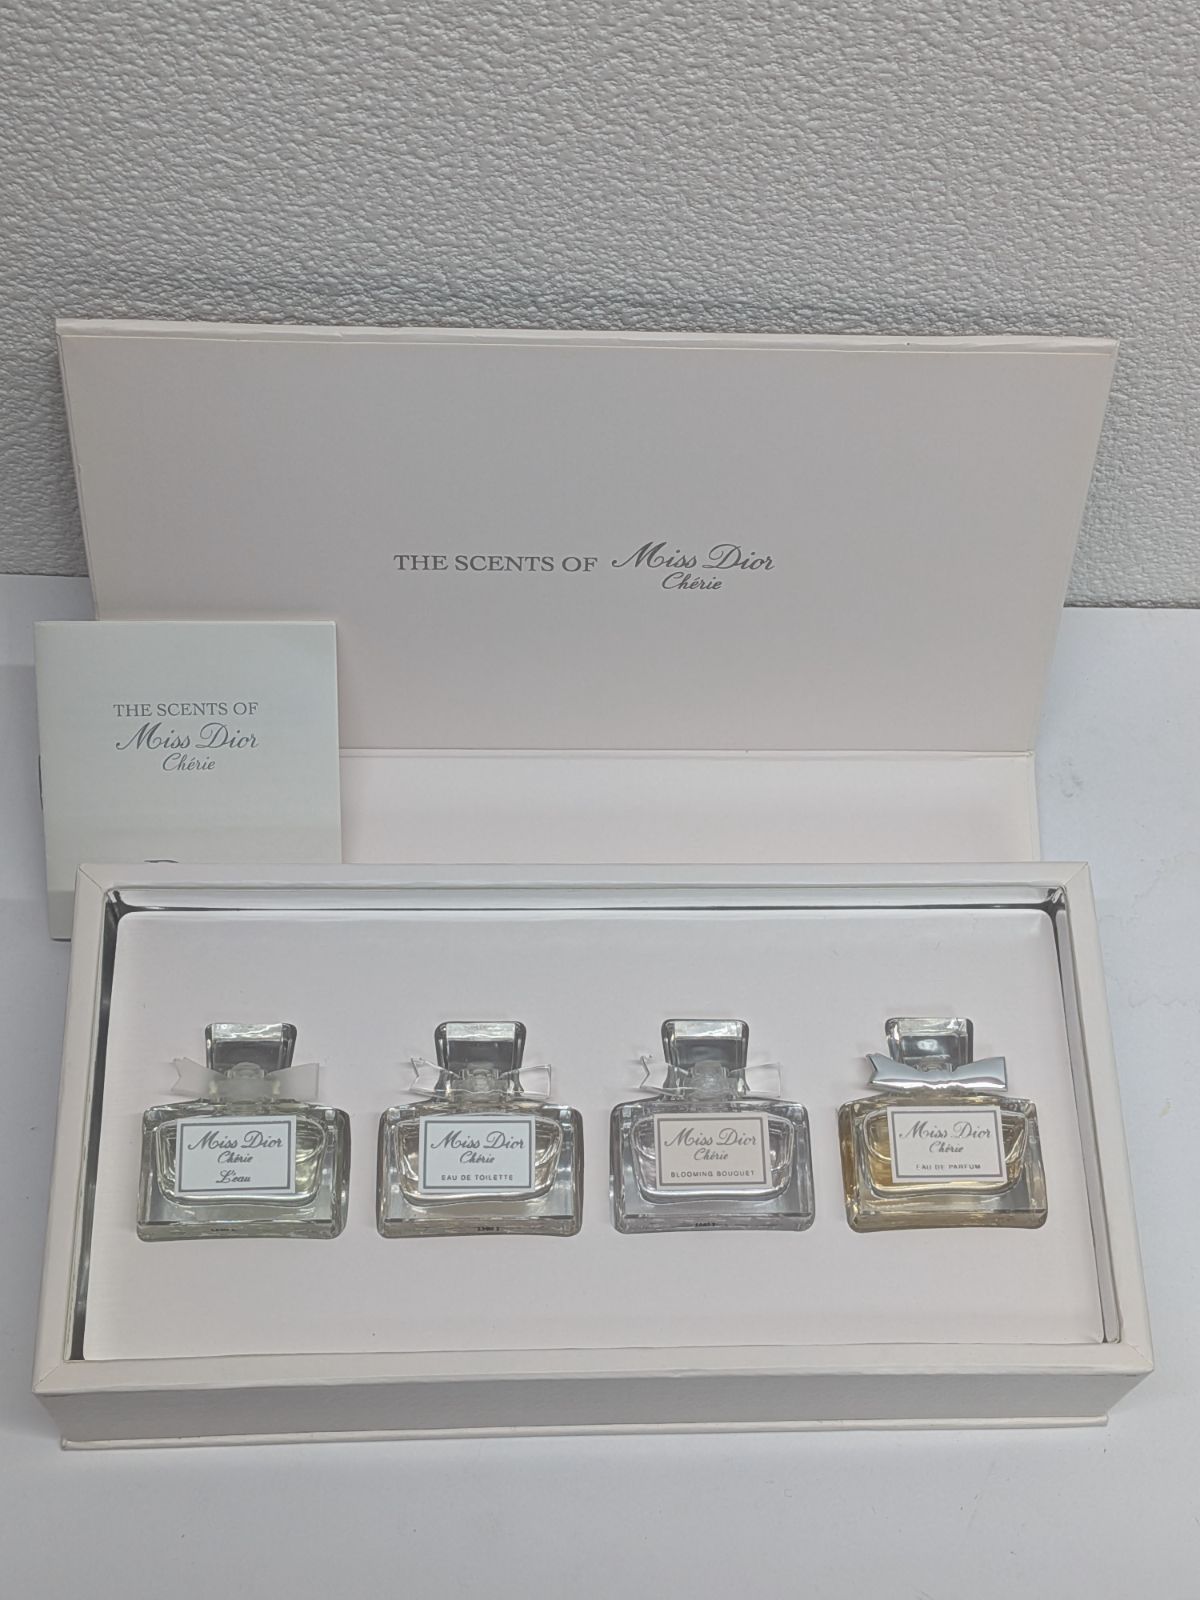 THE SCENTS OF Miss Dior
Chérie
THE SCENTS OF
Miss Dior
Chérie
Miss Dior
Chérie
L'eau
Miss Dior
Chérie
EAU DE TOILETTE
Miss Dior
Chérie
BLOOMING BOUQUET
Miss Dior
Chérie
EAU DE PARFUM